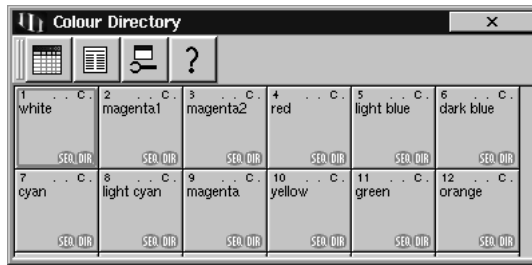 Colour Directory
?
1 . . C . 2 . . C . 3 . . C . 4 . . C . 5 . . C . 6 . . C .
white magenta1 magenta2 red light blue dark blue
SEQ DIR SEQ DIR SEQ DIR SEQ DIR SEQ DIR SEQ DIR
7 . . C . 8 . . C . 9 . . C . 10 . . C . 11 . . C . 12 . . C .
cyan light cyan magenta yellow green orange
SEQ DIR SEQ DIR SEQ DIR SEQ DIR SEQ DIR SEQ DIR